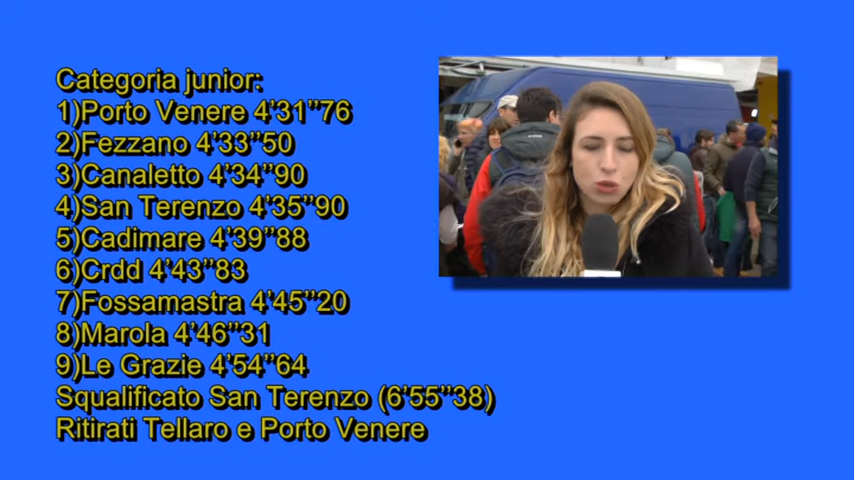 Categoria junior:
1)Porto Venere 4'31”76
2)Fezzano 4'33”50
3)Canaletto 4'34”90
4)San Terenzo 4'35”90
5)Cadimare 4'39”88
6)Crdd 4'43”83
7)Fossamastra 4'45”20
8)Marola 4'46”31
9)Le Grazie 4'54”64
Squalificato San Terenzo (6'55”38)
Ritirati Tellaro e Porto Venere